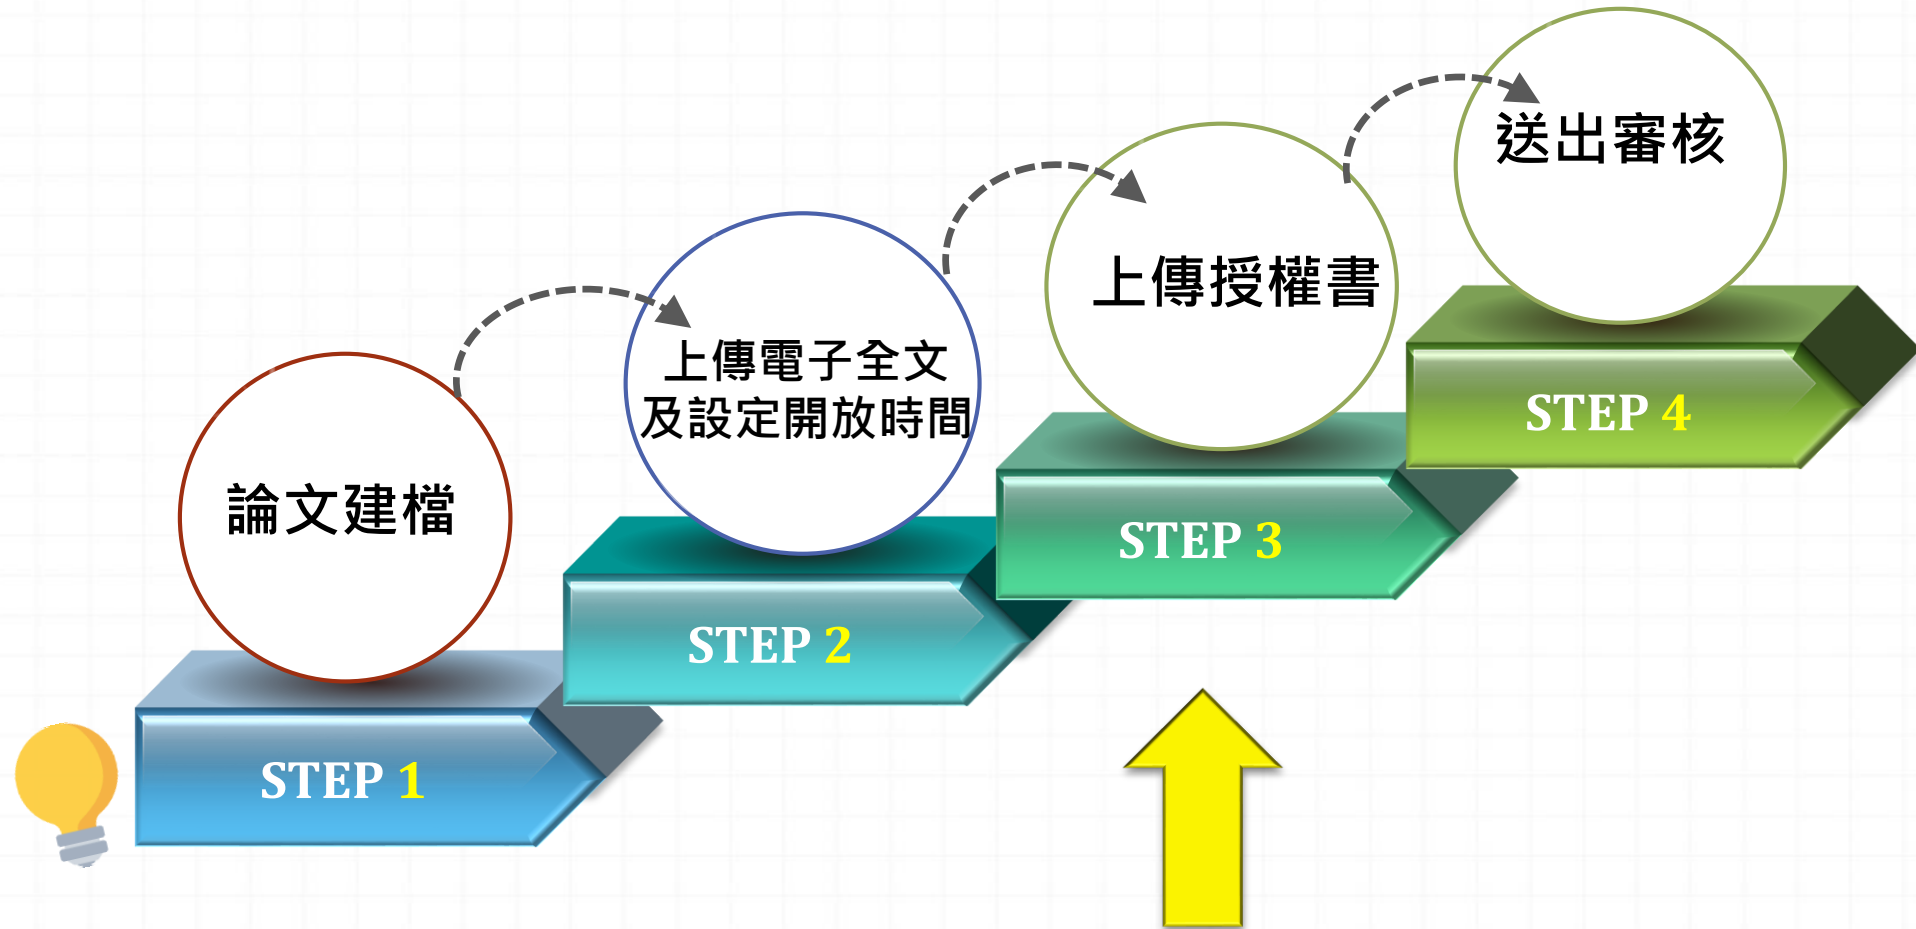 論文建檔
STEP 1
上傳電子全文
及設定開放時間
STEP 2
上傳授權書
STEP 3
送出審核
STEP 4